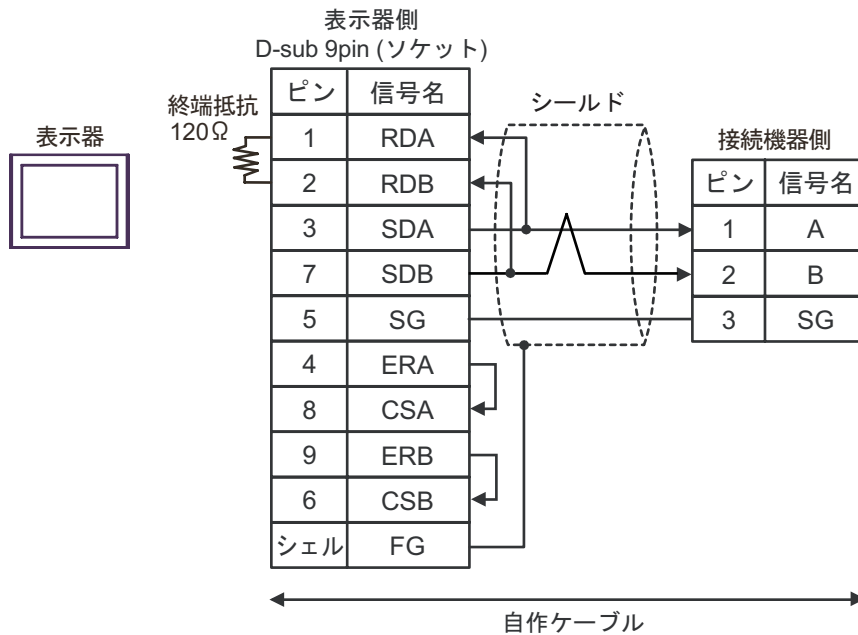 表示器側
D-sub 9pin (ソケット)
ピン 信号名
終端抵抗
120Ω
1 RDA
2 RDB
3 SDA
7 SDB
5 SG
4 ERA
8 CSA
9 ERB
6 CSB
シェル FG
表示器
シールド
接続機器側
ピン 信号名
1 A
2 B
3 SG
自作ケーブル